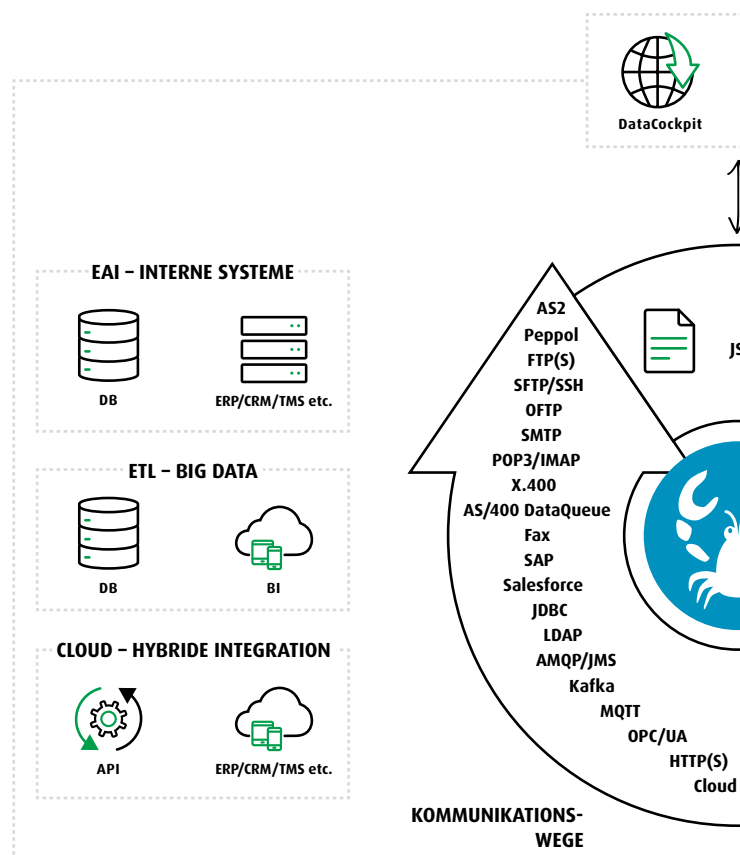 DataCockpit
EAI – INTERNE SYSTEME
DB
ERP/CRM/TMS etc.
ETL – BIG DATA
DB
BI
CLOUD – HYBRIDE INTEGRATION
API
ERP/CRM/TMS etc.
AS2
Peppol
FTP(S)
SFTP/SSH
OFTP
SMTP
POP3/IMAP
X.400
AS/400 DataQueue
Fax
SAP
Salesforce
JDBC
LDAP
AMQP/JMS
Kafka
MQTT
OPC/UA
HTTP(S)
Cloud
KOMMUNIKATIONS-
WEGE